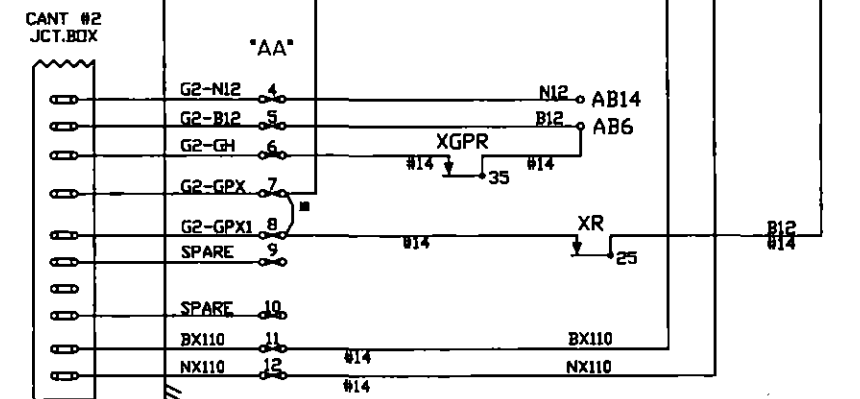 CANT #2
JCT.BOX
"AA"
G2-N12 4 N12 AB14
G2-B12 5 B12 AB6
G2-GH 6 #14 XGPR #14 35
G2-GPX 7
G2-GPX1 8 #14 XR 25 B12 #14
SPARE 9
SPARE 10
BX110 11 #14 BX110
NX110 12 #14 NX110